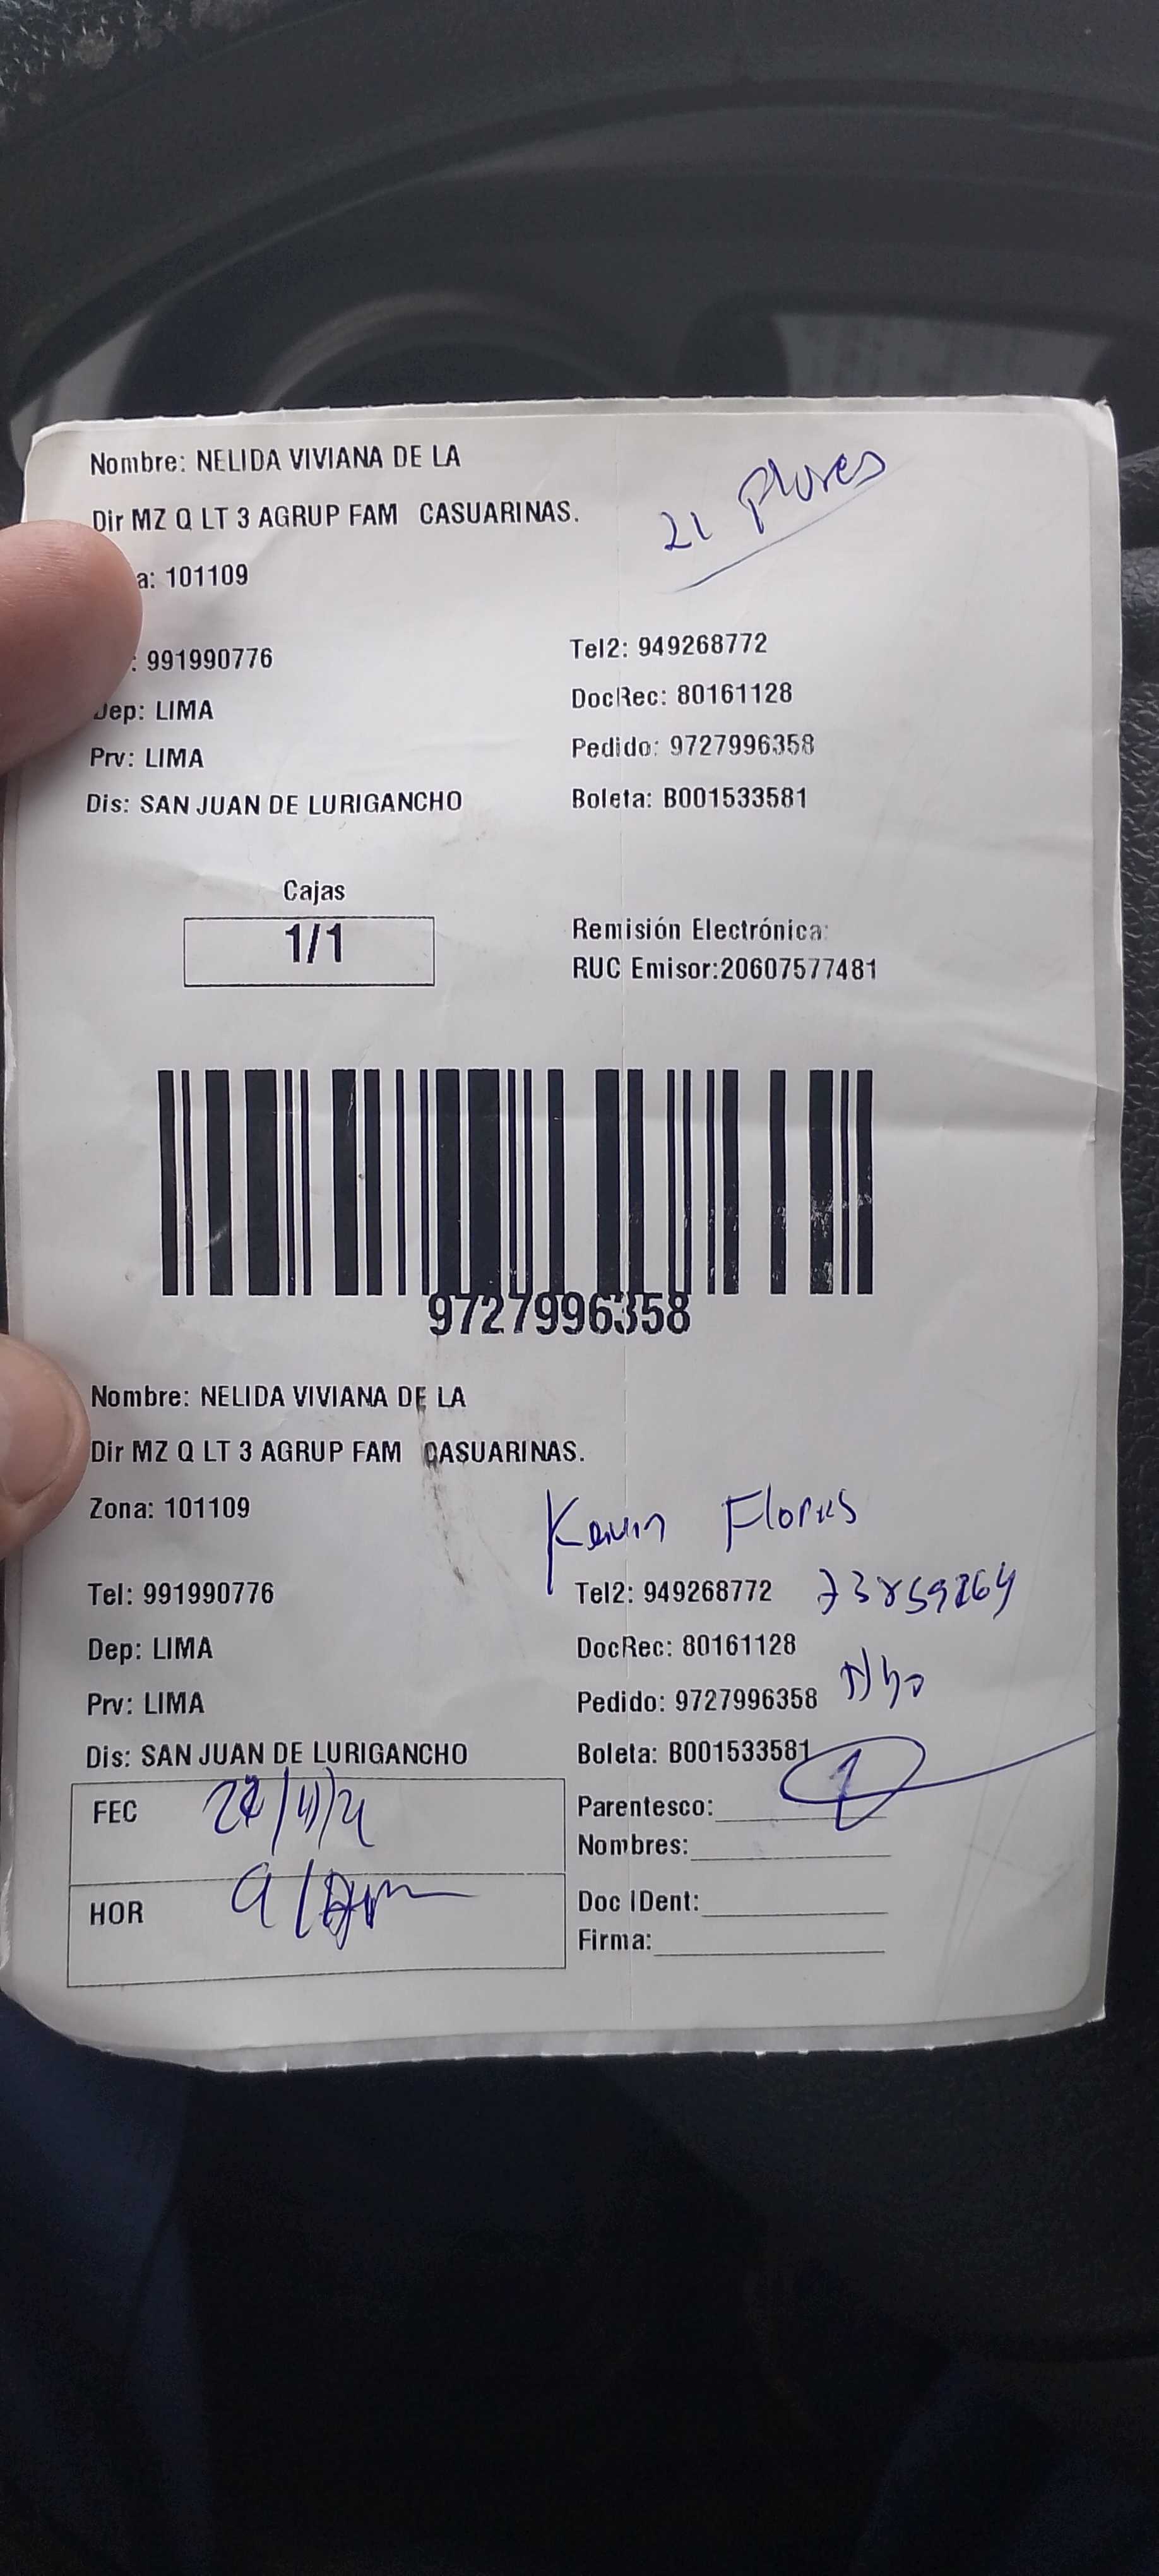 Nombre: NELIDA VIVIANA DE LA
Dir MZ Q LT 3 AGRUP FAM CASUARINAS.
21 flores
a: 101109
: 991990776
Tel2: 949268772
Dep: LIMA
DocRec: 80161128
Prv: LIMA
Pedido: 9727996358
Dis: SAN JUAN DE LURIGANCHO
Boleta: B001533581
Cajas
1/1
Remisión Electrónica:
RUC Emisor:20607577481
9727996358
Nombre: NELIDA VIVIANA DE LA
Dir MZ Q LT 3 AGRUP FAM CASUARINAS.
Zona: 101109
Kevin Flores
Tel: 991990776
Tel2: 949268772
Dep: LIMA
DocRec: 80161128
Prv: LIMA
Pedido: 9727996358
Dis: SAN JUAN DE LURIGANCHO
Boleta: B001533581
FEC
Parentesco:
Nombres:
HOR
Doc IDent:
Firma: